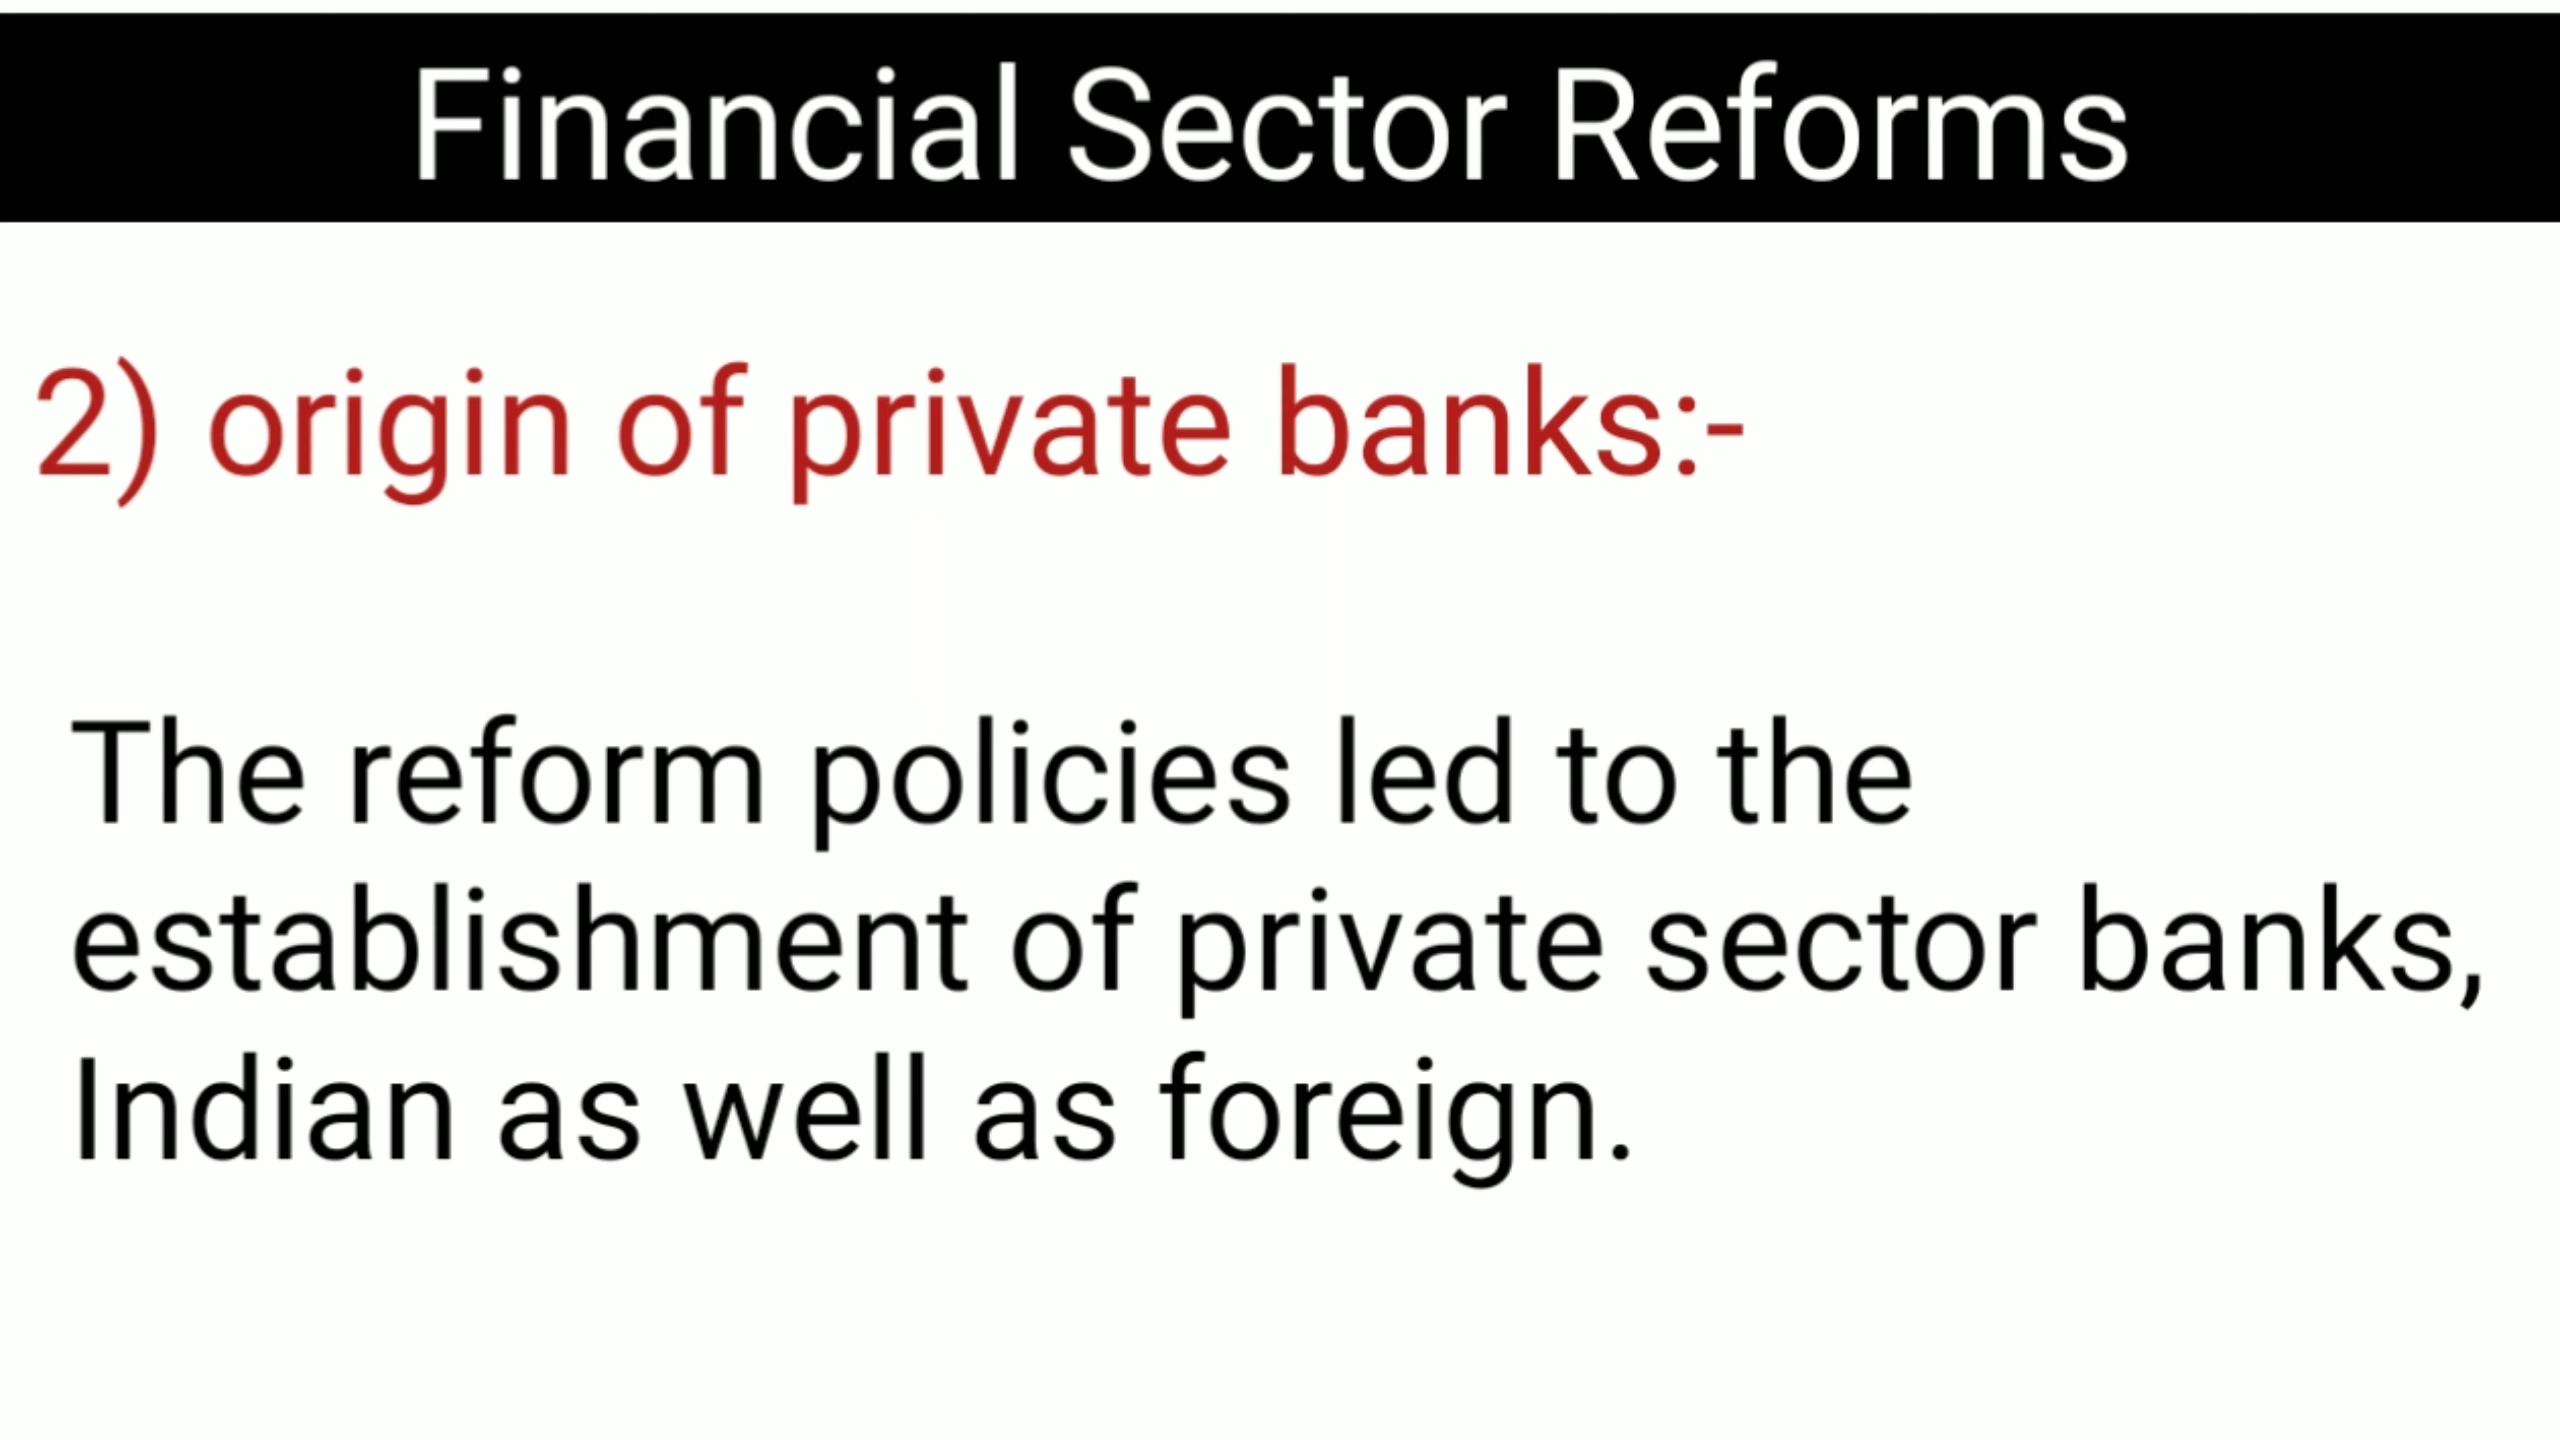 Financial Sector Reforms
2) origin of private banks:-
The reform policies led to the
establishment of private sector banks,
Indian as well as foreign.